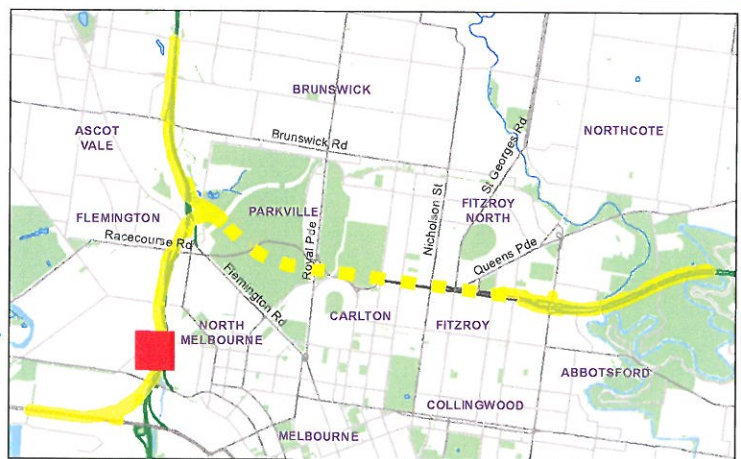 BRUNSWICK
ASCOT
VALE
Brunswick Rd
NORTHCOTE
St Georges Rd
FLEMINGTON
PARKVILLE
FITZROY
NORTH
Nicholson St
Royal Pde
Racecourse Rd
Queens Pde
Flemington Rd
NORTH
MELBOURNE
CARLTON
FITZROY
ABBOTSFORD
COLLINGWOOD
MELBOURNE